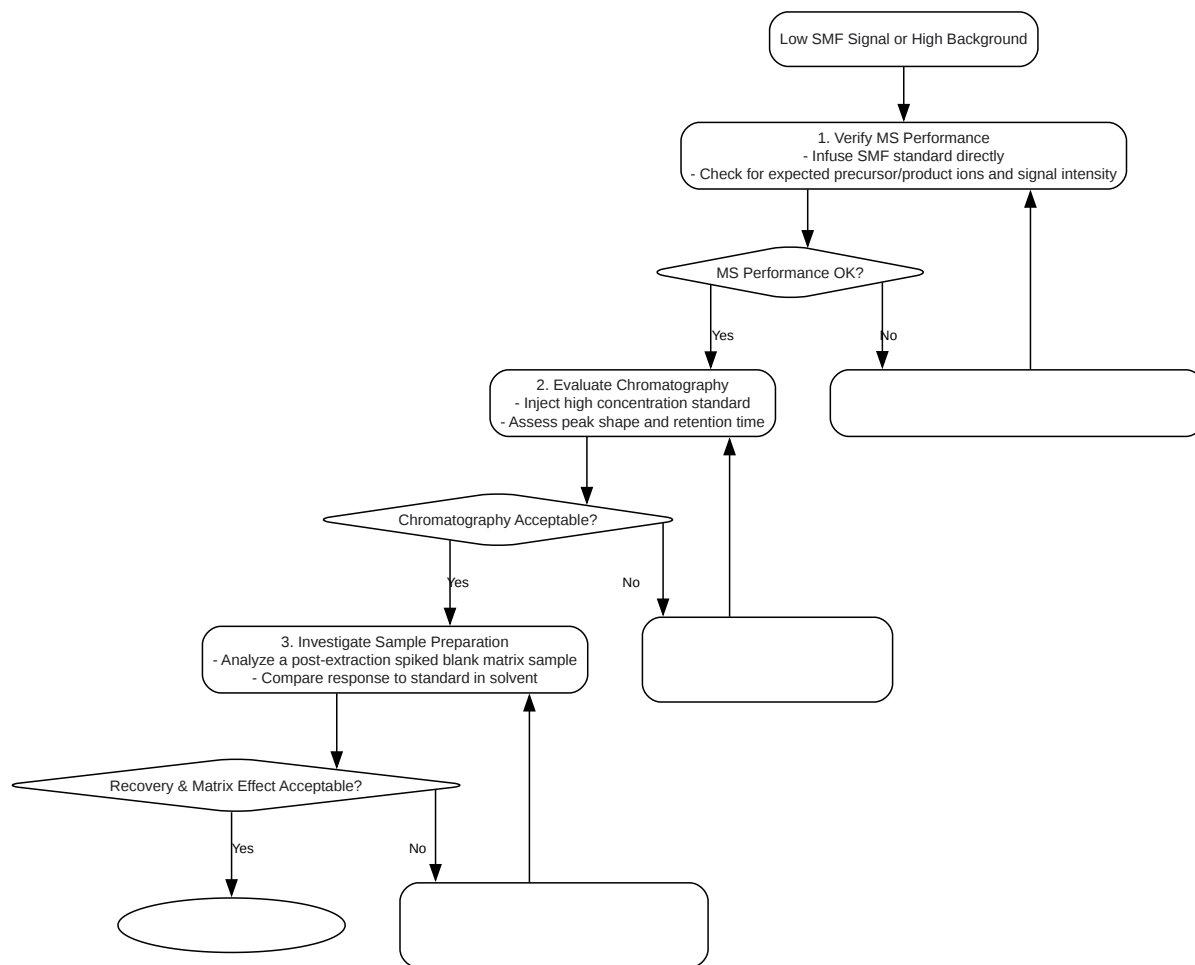 Low SMF Signal or High Background
1. Verify MS Performance
- Infuse SMF standard directly
- Check for expected precursor/product ions and signal intensity
MS Performance OK?
Yes
No
2. Evaluate Chromatography
- Inject high concentration standard
- Assess peak shape and retention time
Chromatography Acceptable?
Yes
No
3. Investigate Sample Preparation
- Analyze a post-extraction spiked blank matrix sample
- Compare response to standard in solvent
Recovery & Matrix Effect Acceptable?
Yes
No